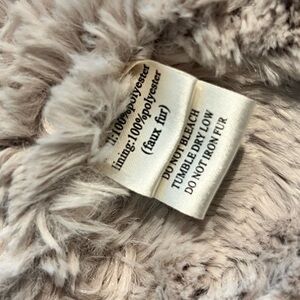 100%polyester
lining:100%polyester
(faux fur)
DO NOT BLEACH
TUMBLE DRY LOW
DO NOT IRON FUR